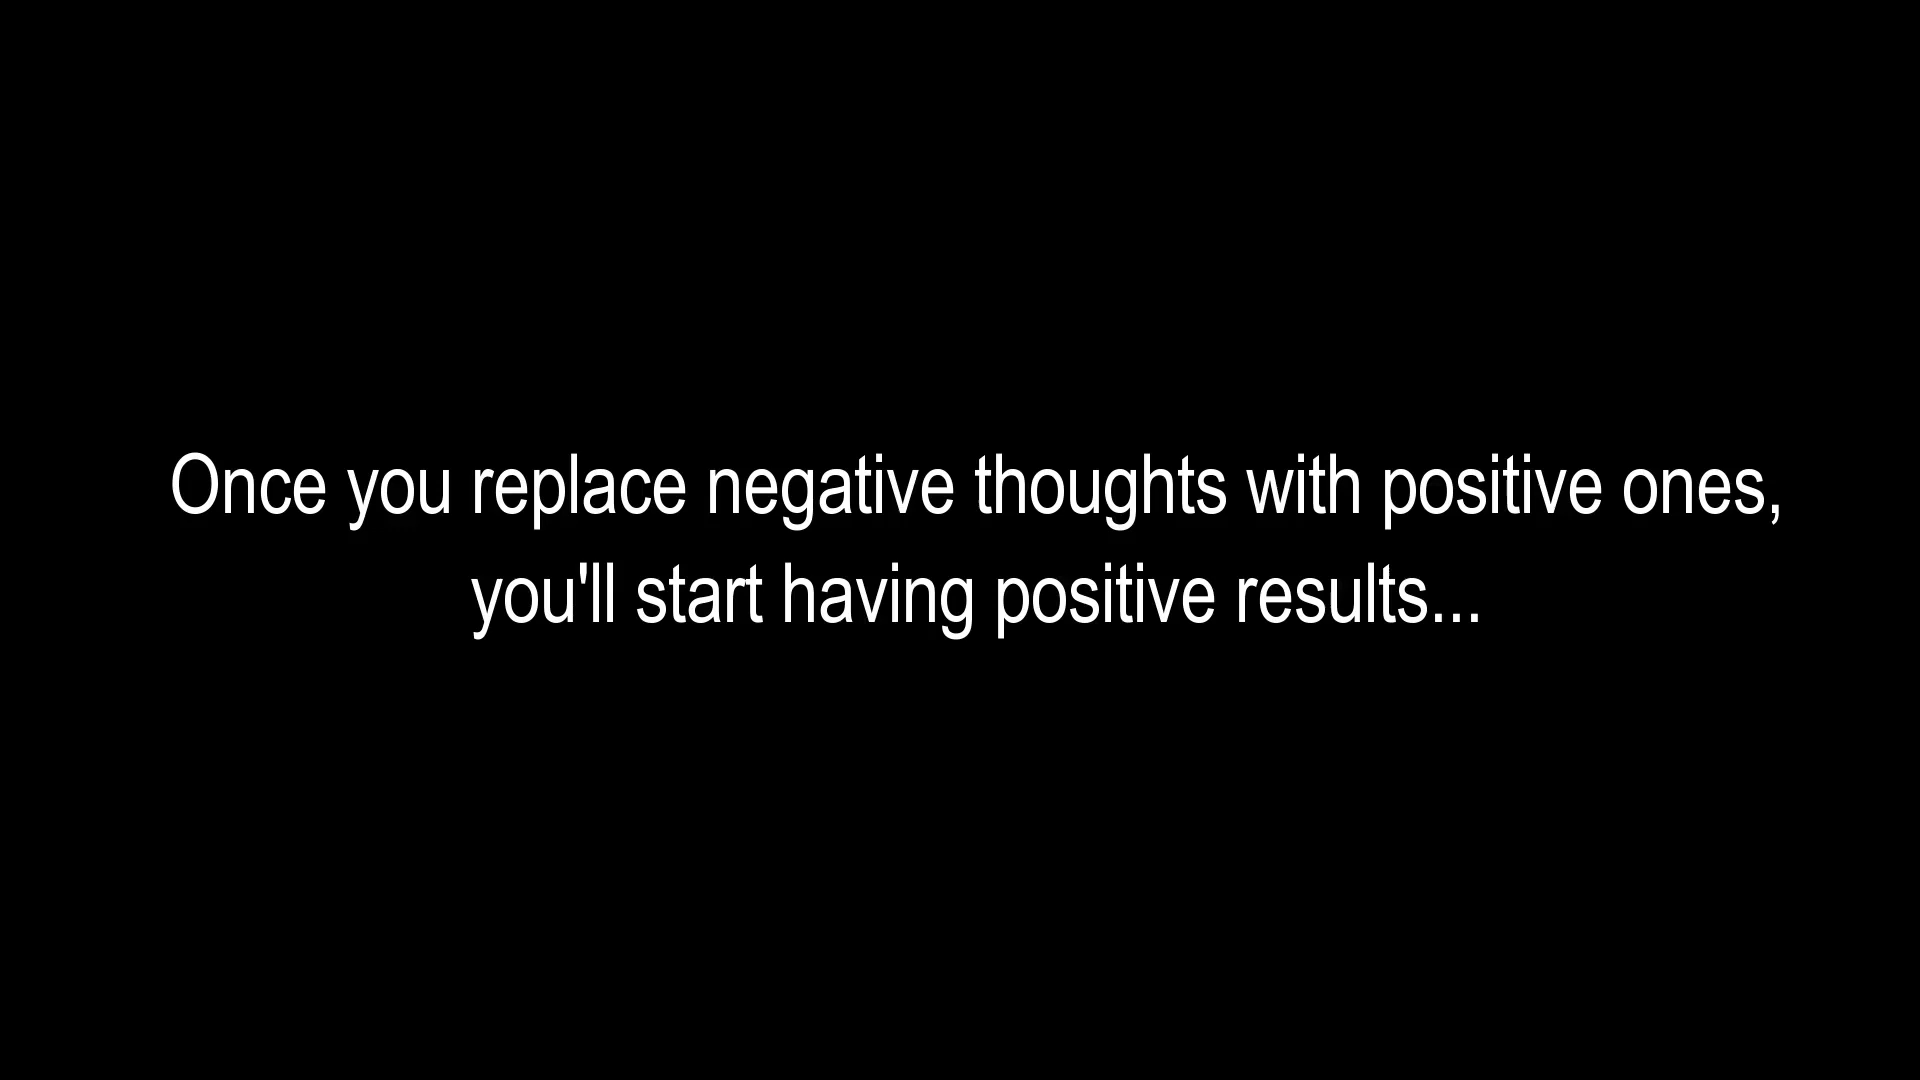 Once you replace negative thoughts with positive ones,
you'll start having positive results...